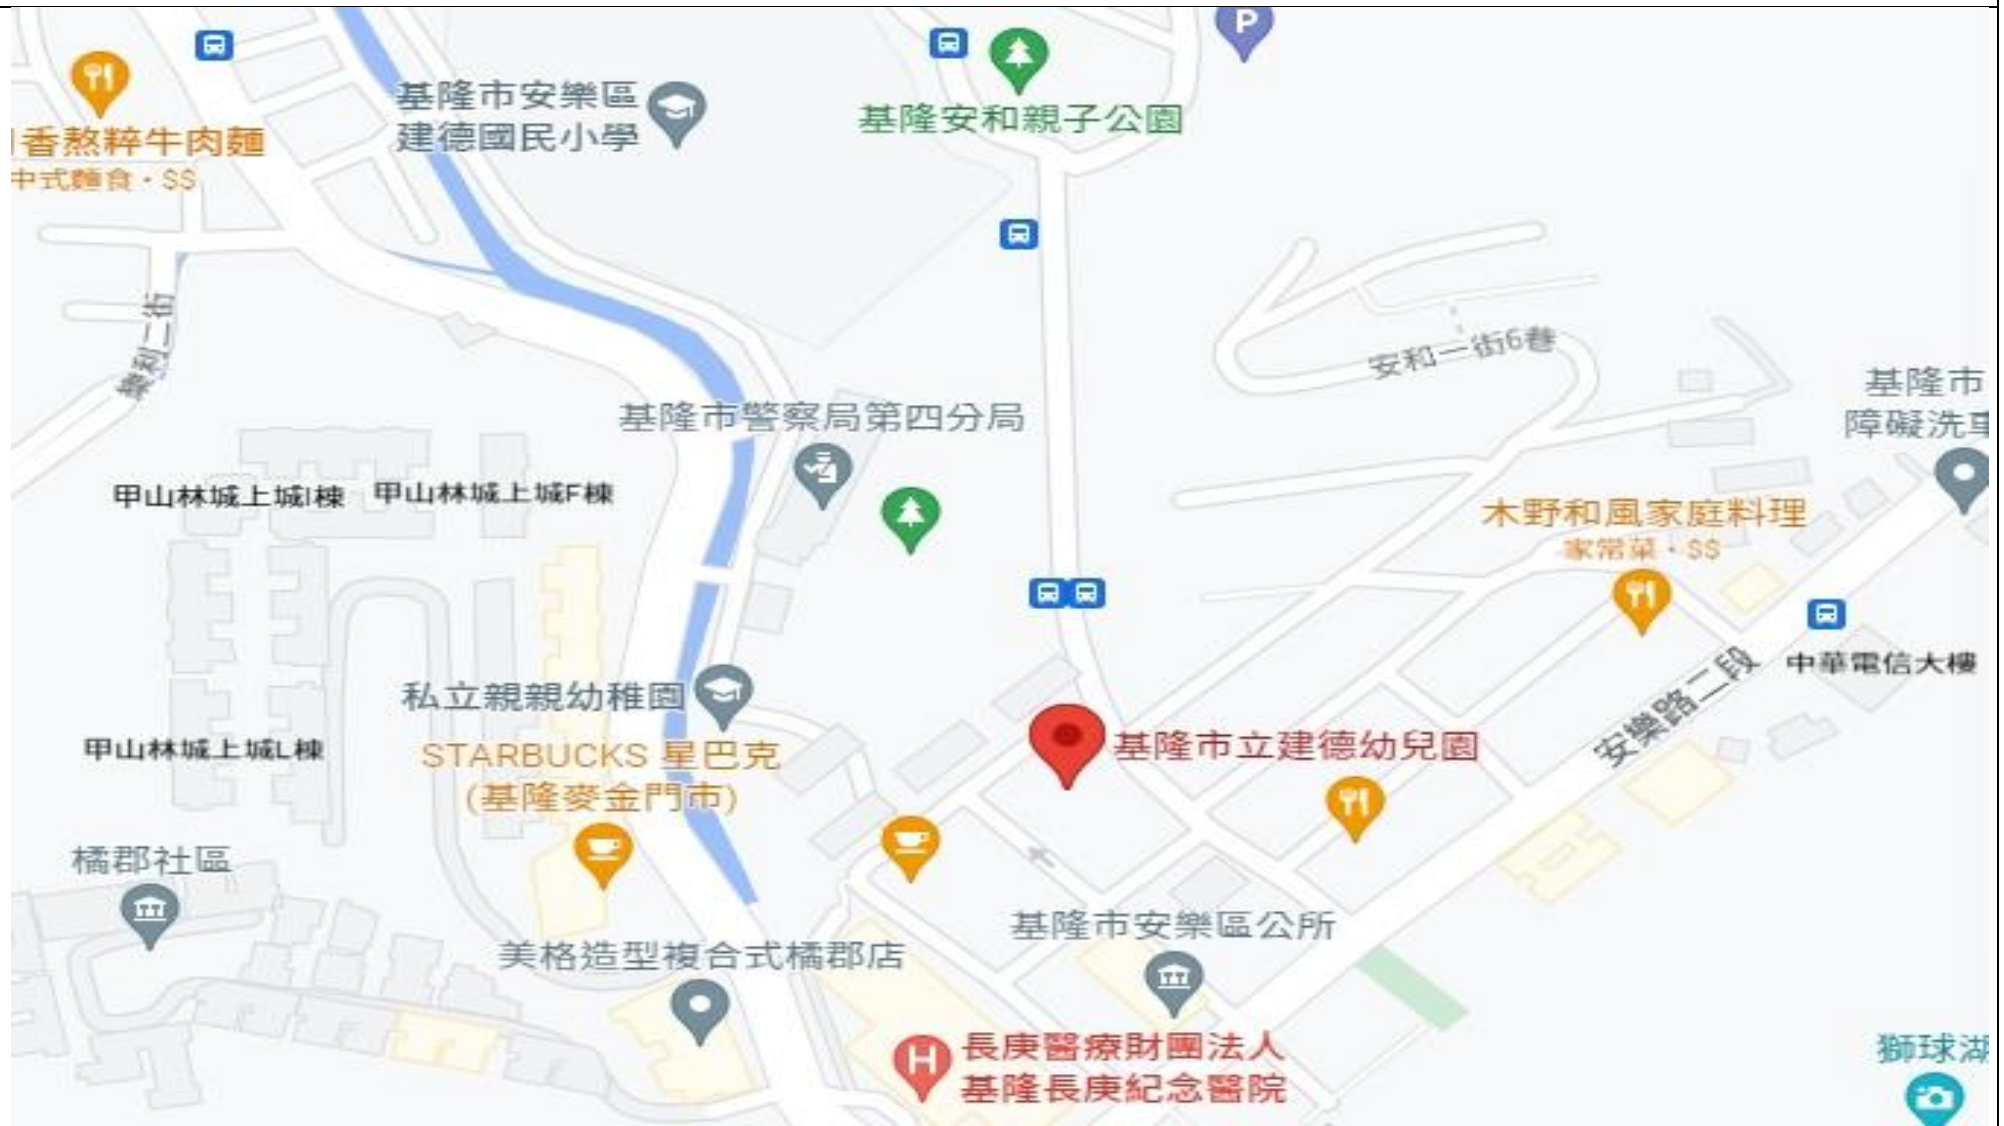 P
基隆市安樂區
建德國民小學
基隆安和親子公園
香熬粹牛肉麵
中式麵食・$$
樂利二街
安和一街6巷
基隆市
障礙洗車
基隆市警察局第四分局
甲山林城上城I棟
甲山林城上城F棟
木野和風家庭料理
家常菜・$$
中華電信大樓
安樂路二段
私立親親幼稚園
基隆市立建德幼兒園
甲山林城上城L棟
STARBUCKS 星巴克
(基隆麥金門市)
橘郡社區
基隆市安樂區公所
美格造型複合式橘郡店
H
長庚醫療財團法人
基隆長庚紀念醫院
獅球湖